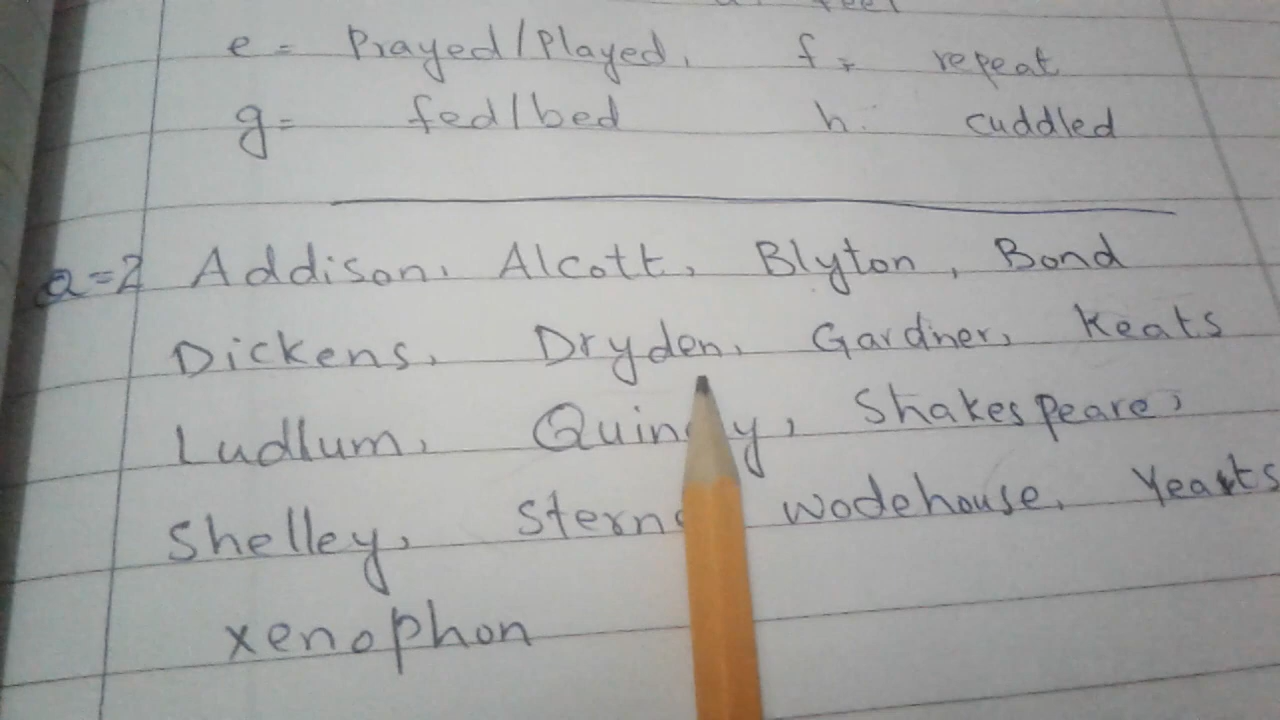 e = Prayed/Played, f = repeat
g = fed/bed h. cuddled
a=2 Addison, Alcott, Blyton, Bond
Dickens, Dryden, Gardner, Keats
Ludlum, Shakespeare,
Shelley, wodehouse, Yeats
xenophon